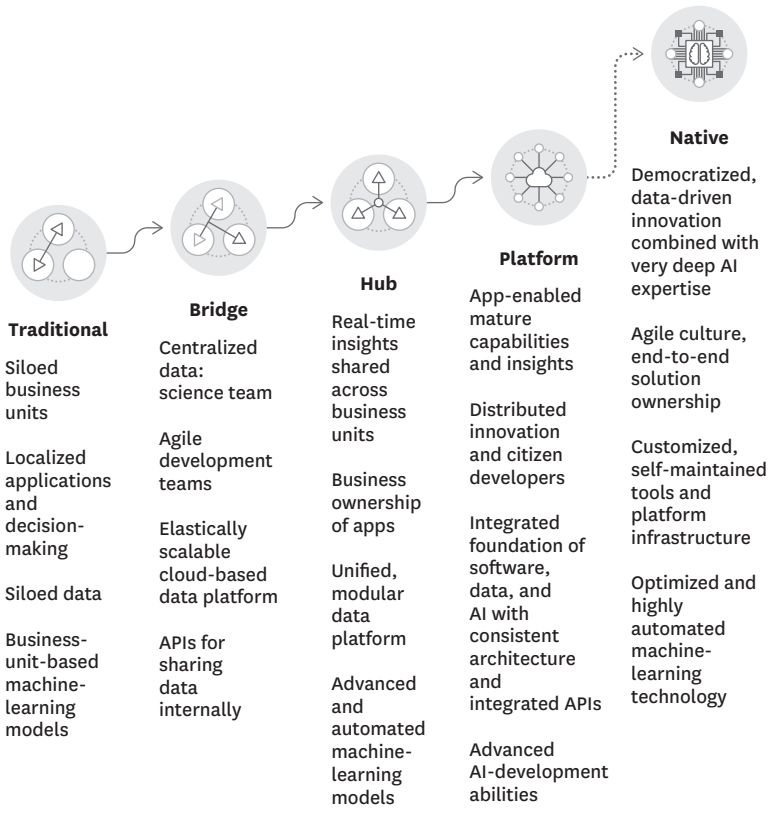 Traditional
Siloed
business
units
Localized
applications
and
decision-
making
Siloed data
Business-
unit-based
machine-
learning
models
Bridge
Centralized
data:
science team
Agile
development
teams
Elastically
scalable
cloud-based
data platform
APIs for
sharing
data
internally
Hub
Real-time
insights
shared
across
business
units
Business
ownership
of apps
Unified,
modular
data
platform
Advanced
and
automated
machine-
learning
models
Platform
App-enabled
mature
capabilities
and insights
Distributed
innovation
and citizen
developers
Integrated
foundation of
software,
data, and
AI with
consistent
architecture
and
integrated APIs
Advanced
AI-development
abilities
Native
Democratized,
data-driven
innovation
combined with
very deep AI
expertise
Agile culture,
end-to-end
solution
ownership
Customized,
self-maintained
tools and
platform
infrastructure
Optimized and
highly
automated
machine-
learning
technology